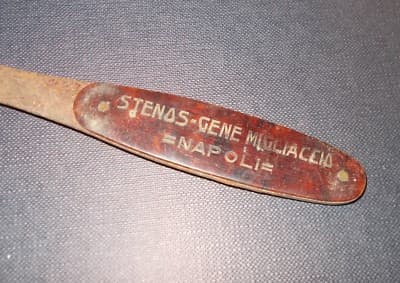 STENOS-GENE MIGLIACCIO
=NAPOLI=